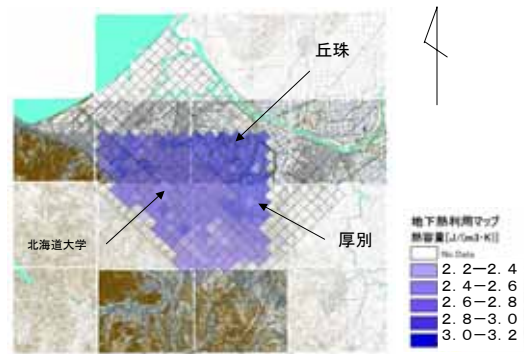 丘珠
北海道大学
厚別
地下熱利用マップ
熱容量[J/(m3・K)]
No Data
2.2−2.4
2.4−2.6
2.6−2.8
2.8−3.0
3.0−3.2